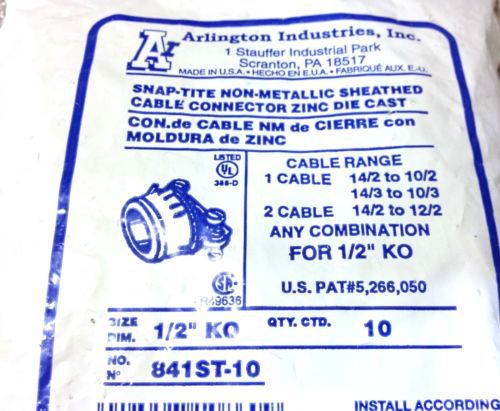 Ar Arlington Industries, Inc.
1 Stauffer Industrial Park
Scranton, PA 18517
MADE IN U.S.A. • HECHO EN E.U.A. • FABRIQUÉ AUX. E.-U.
SNAP-TITE NON-METALLIC SHEATHED
CABLE CONNECTOR ZINC DIE CAST
CON.de CABLE NM de CIERRE con
MOLDURA de ZINC
LISTED
UL
388-D
CABLE RANGE
1 CABLE 14/2 to 10/2
14/3 to 10/3
2 CABLE 14/2 to 12/2
ANY COMBINATION
FOR 1/2" KO
SA
LR49636
U.S. PAT#5,266,050
SIZE
DIM. 1/2" KO QTY. CTD. 10
NO.
N° 841ST-10
INSTALL ACCORDING